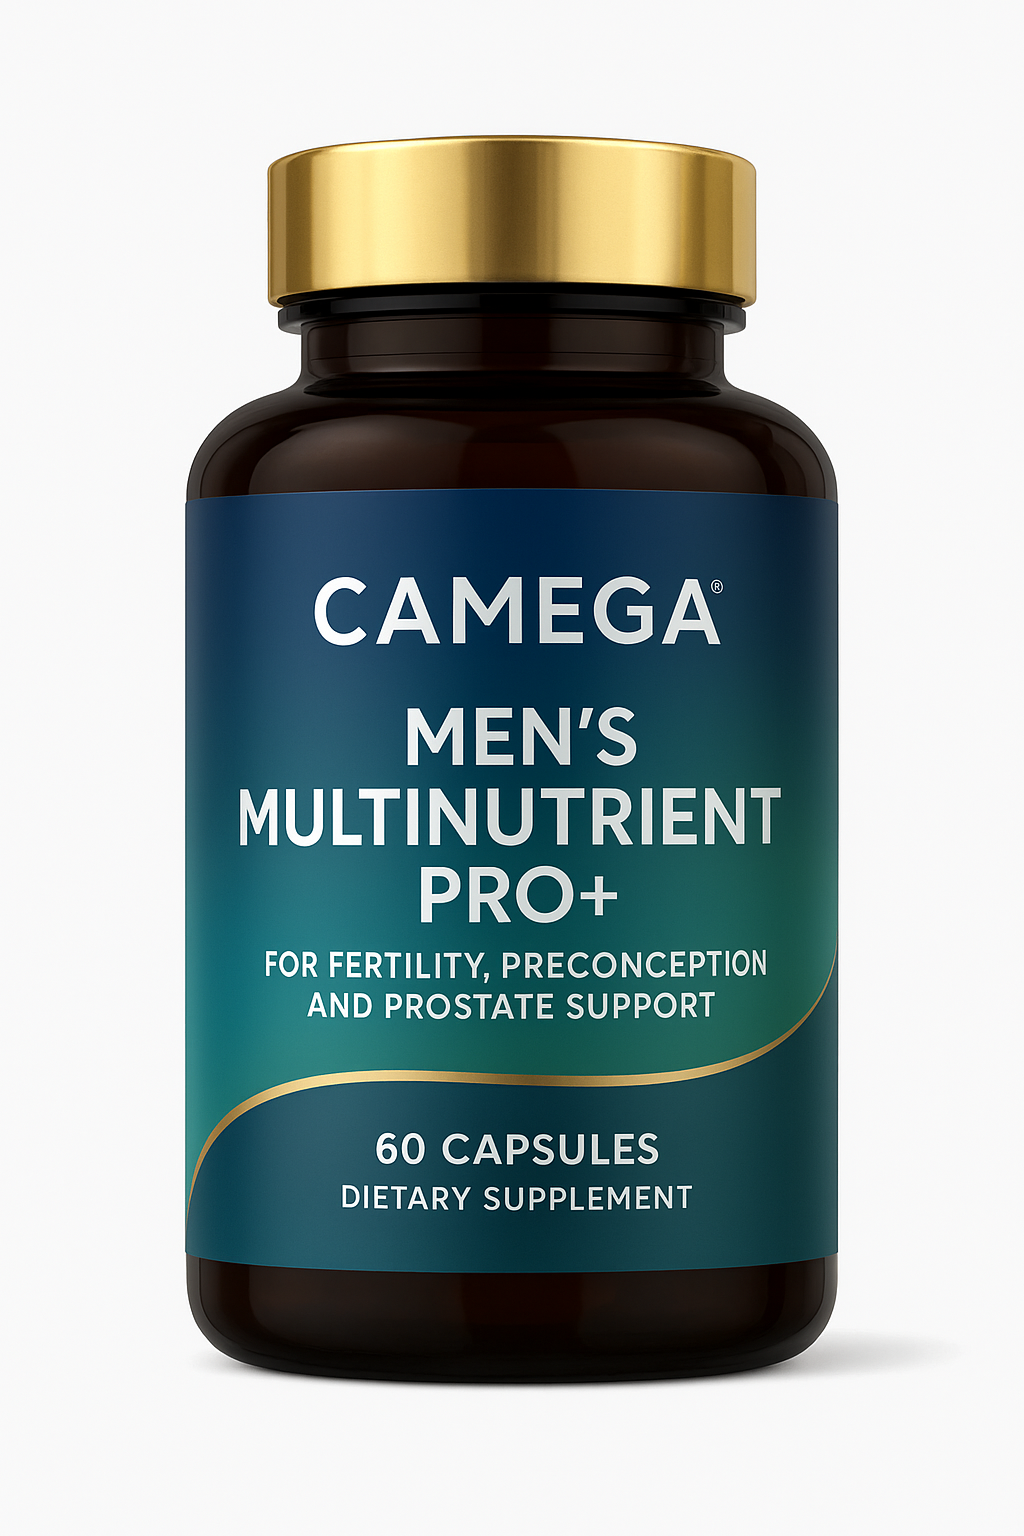 CAMEGA®
MEN'S
MULTINUTRIENT
PRO+
FOR FERTILITY, PRECONCEPTION
AND PROSTATE SUPPORT
60 CAPSULES
DIETARY SUPPLEMENT